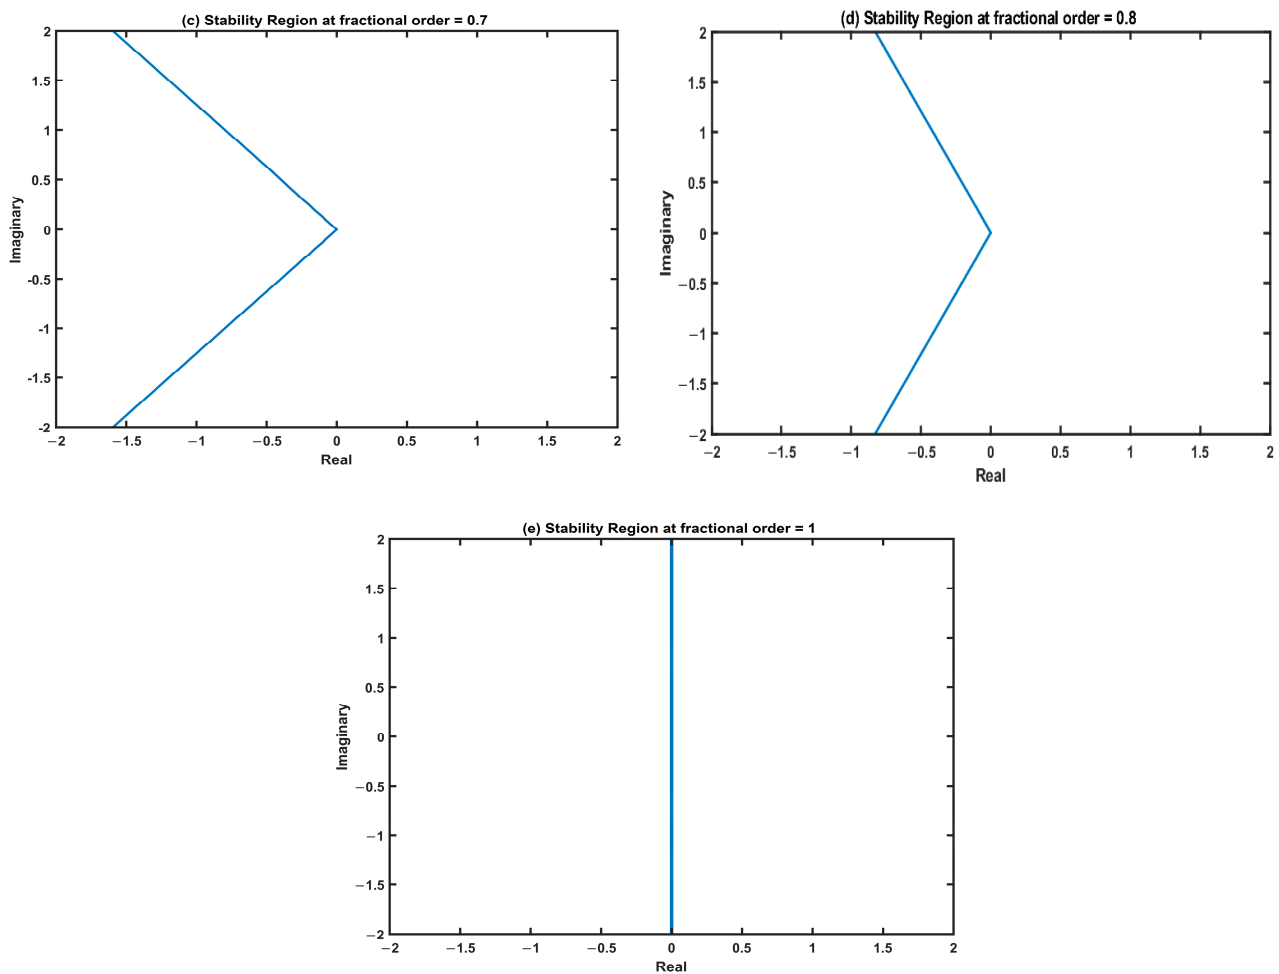 (c) Stability Region at fractional order = 0.7
2
1.5
1
0.5
0
-0.5
-1
-1.5
-2
Imaginary
−2 −1.5 −1 −0.5 0 0.5 1 1.5 2
Real
(d) Stability Region at fractional order = 0.8
2
1.5
1
0.5
0
−0.5
−1
−1.5
−2
Imaginary
−2 −1.5 −1 −0.5 0 0.5 1 1.5 2
Real
(e) Stability Region at fractional order = 1
2
1.5
1
0.5
0
−0.5
−1
−1.5
−2
Imaginary
−2 −1.5 −1 −0.5 0 0.5 1 1.5 2
Real